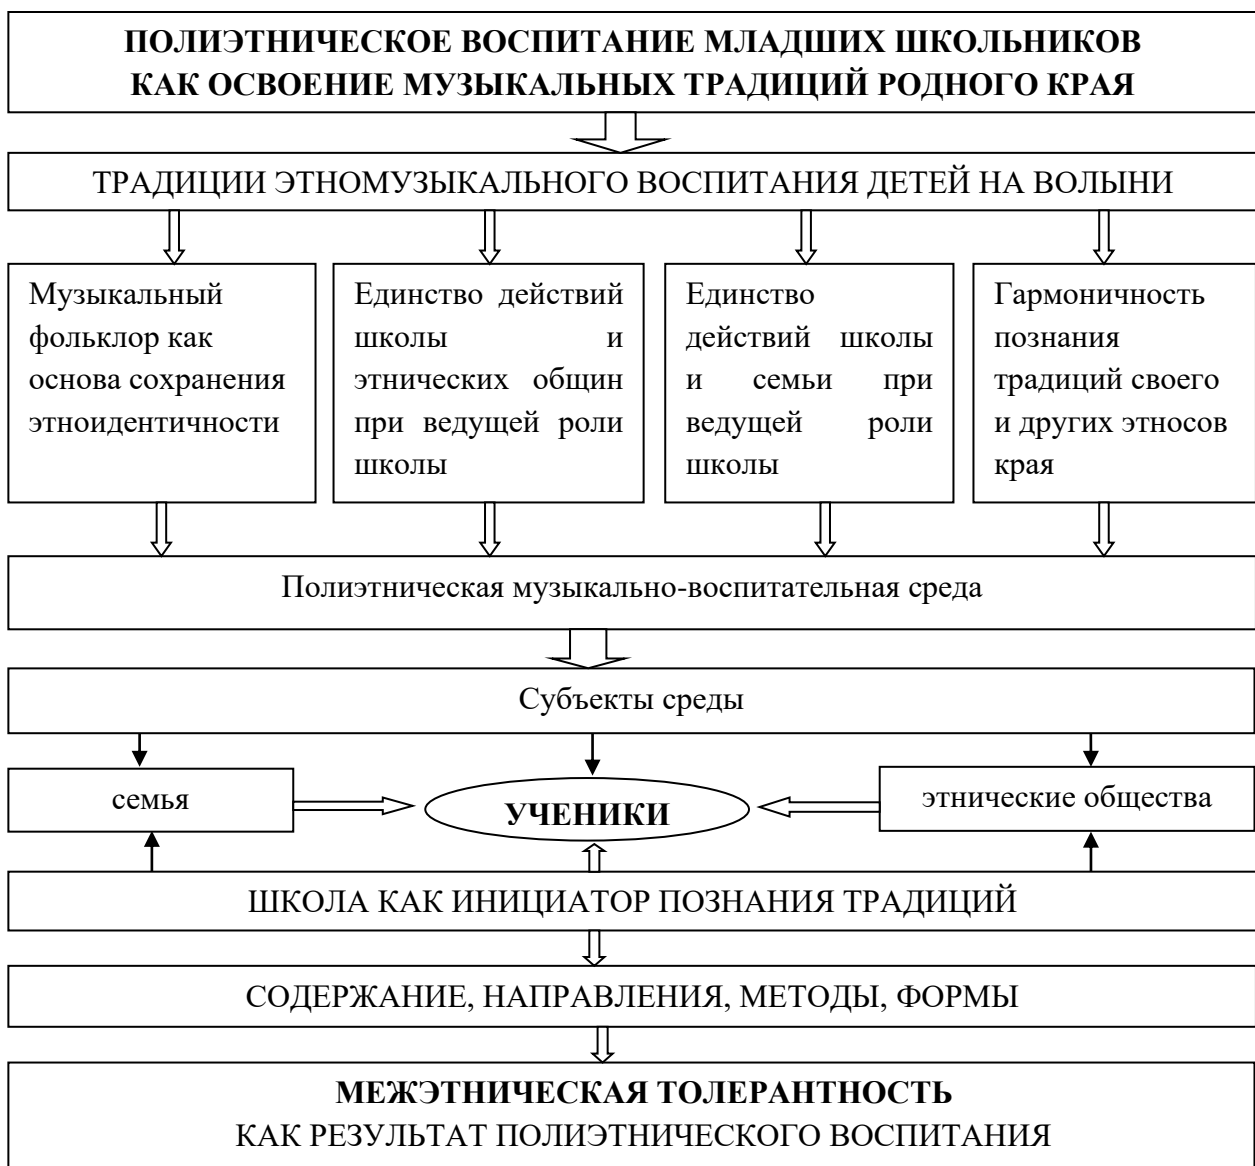 ПОЛИЭТНИЧЕСКОЕ ВОСПИТАНИЕ МЛАДШИХ ШКОЛЬНИКОВ
КАК ОСВОЕНИЕ МУЗЫКАЛЬНЫХ ТРАДИЦИЙ РОДНОГО КРАЯ
ТРАДИЦИИ ЭТНОМУЗЫКАЛЬНОГО ВОСПИТАНИЯ ДЕТЕЙ НА ВОЛЫНИ
Музыкальный
фольклор как
основа сохранения
этноидентичности
Единство действий
школы и
этнических общин
при ведущей роли
школы
Единство
действий школы
и семьи при
ведущей роли
школы
Гармоничность
познания
традиций своего
и других этносов
края
Полиэтническая музыкально-воспитательная среда
Субъекты среды
семья
УЧЕНИКИ
этнические общества
ШКОЛА КАК ИНИЦИАТОР ПОЗНАНИЯ ТРАДИЦИЙ
СОДЕРЖАНИЕ, НАПРАВЛЕНИЯ, МЕТОДЫ, ФОРМЫ
МЕЖЭТНИЧЕСКАЯ ТОЛЕРАНТНОСТЬ
КАК РЕЗУЛЬТАТ ПОЛИЭТНИЧЕСКОГО ВОСПИТАНИЯ